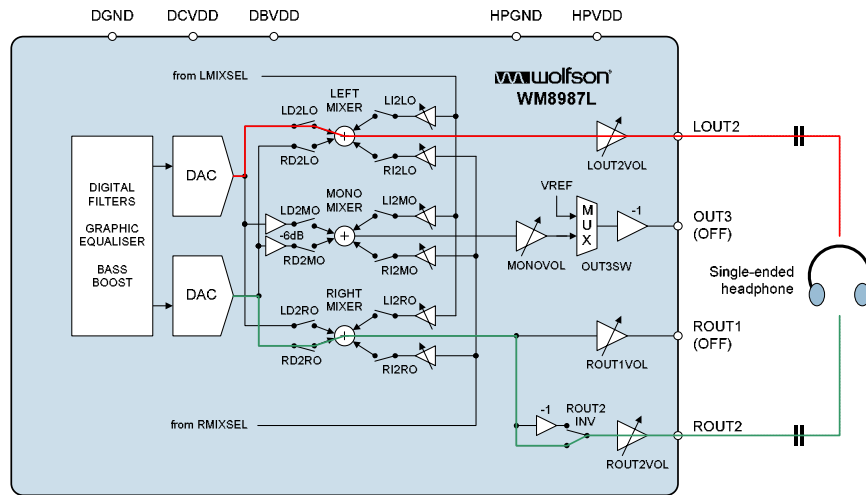 DGND
DCVDD
DBVDD
HPGND
HPVDD
from LMIXSEL
wolfson
WM8987L
LEFT
MIXER
LD2LO
LI2LO
RD2LO
RI2LO
LOUT2VOL
LOUT2
DAC
DIGITAL
FILTERS
GRAPHIC
EQUALISER
BASS
BOOST
MONO
MIXER
LD2MO
-6dB
RD2MO
LI2MO
RI2MO
MONOVOL
VREF
MUX
OUT3SW
-1
OUT3
(OFF)
Single-ended
headphone
DAC
RIGHT
MIXER
LD2RO
LI2RO
RD2RO
RI2RO
ROUT1VOL
ROUT1
(OFF)
from RMIXSEL
-1
ROUT2
INV
ROUT2VOL
ROUT2